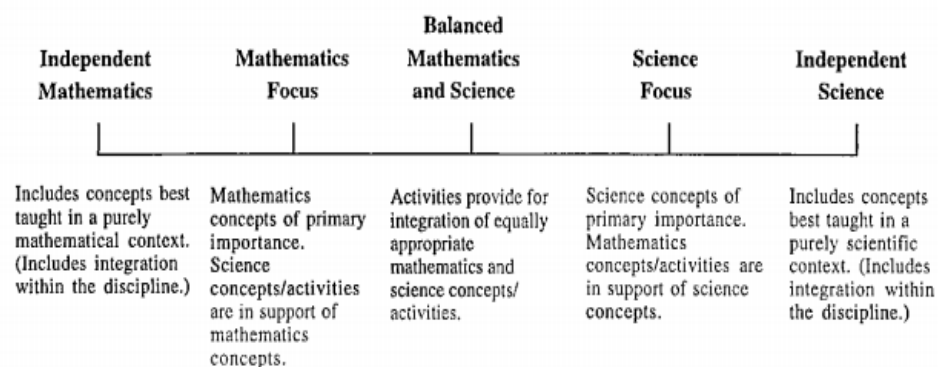 Independent
Mathematics
Mathematics
Focus
Balanced
Mathematics
and Science
Science
Focus
Independent
Science
Includes concepts best
taught in a purely
mathematical context.
(Includes integration
within the discipline.)
Mathematics
concepts of primary
importance.
Science
concepts/activities
are in support of
mathematics
concepts.
Activities provide for
integration of equally
appropriate
mathematics and
science concepts/
activities.
Science concepts of
primary importance.
Mathematics
concepts/activities are
in support of science
concepts.
Includes concepts
best taught in a
purely scientific
context. (Includes
integration within
the discipline.)